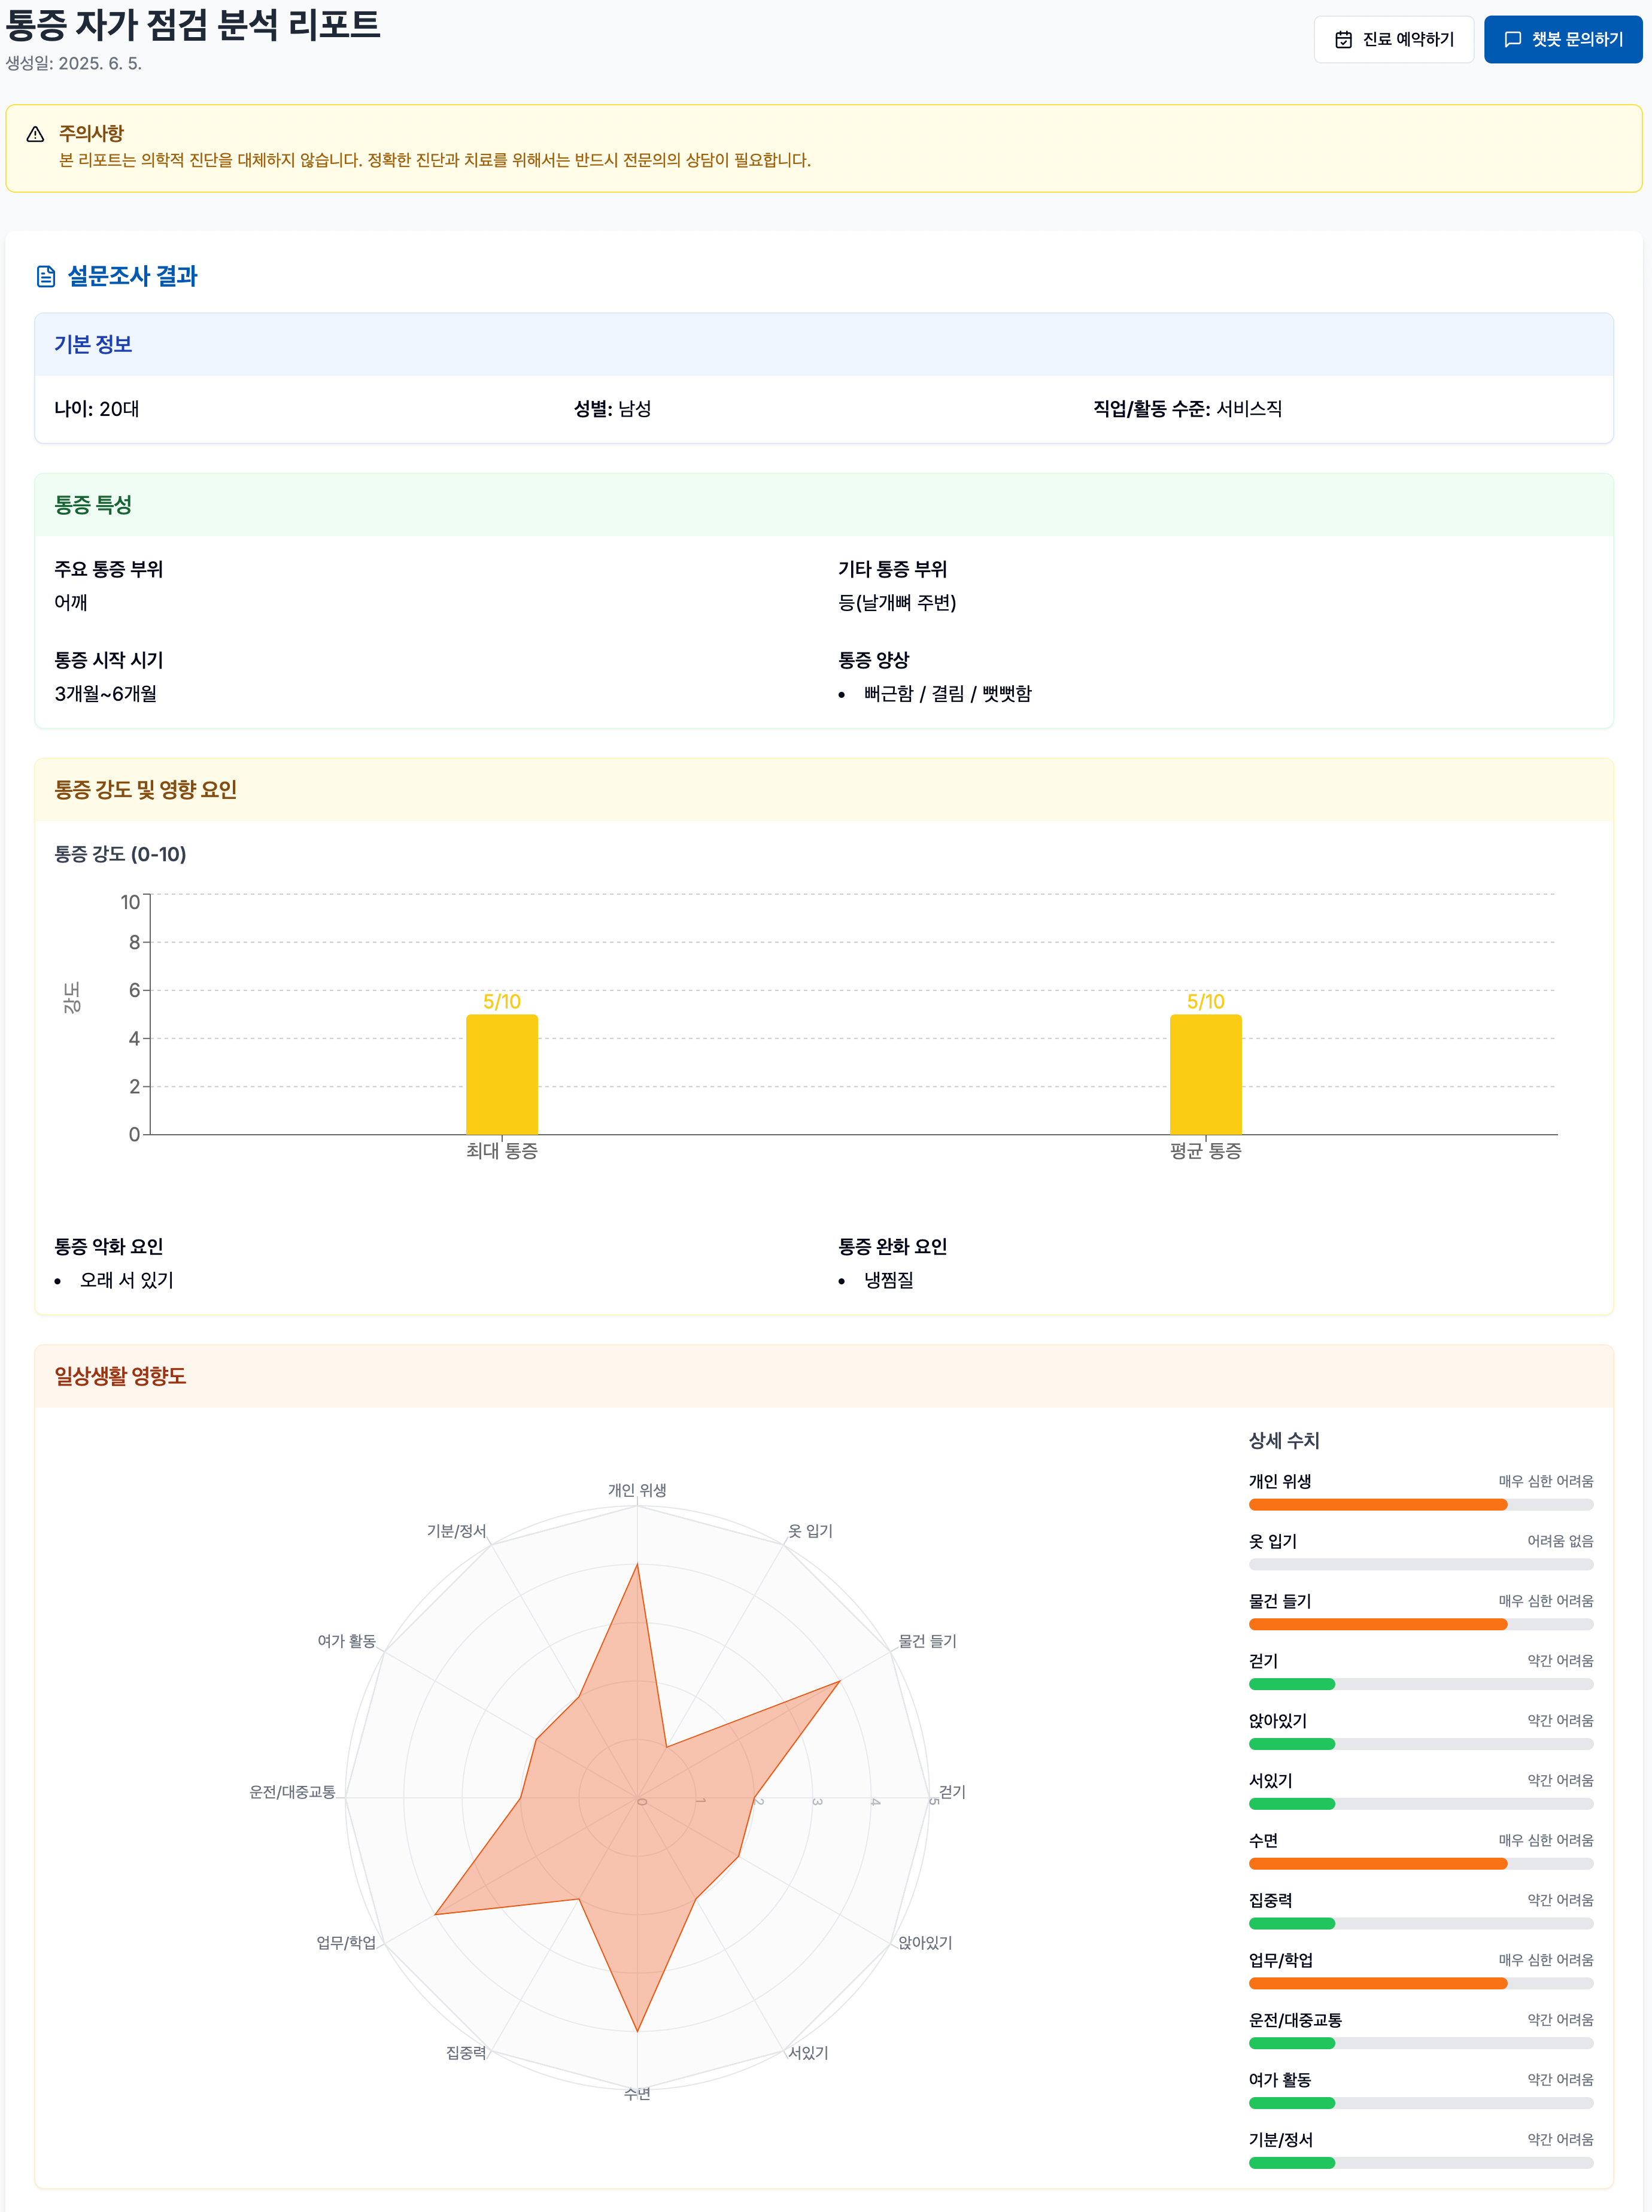 통증 자가 점검 분석 리포트
생성일: 2025. 6. 5.
진료 예약하기
챗봇 문의하기
주의사항
본 리포트는 의학적 진단을 대체하지 않습니다. 정확한 진단과 치료를 위해서는 반드시 전문의의 상담이 필요합니다.
설문조사 결과
기본 정보
나이: 20대
성별: 남성
직업/활동 수준: 서비스직
통증 특성
주요 통증 부위
어깨
기타 통증 부위
등(날개뼈 주변)
통증 시작 시기
3개월~6개월
통증 양상
• 뻐근함 / 결림 / 뻣뻣함
통증 강도 및 영향 요인
통증 강도 (0-10)
10
8
6
4
2
0
강도
5/10
5/10
최대 통증
평균 통증
통증 악화 요인
• 오래 서 있기
통증 완화 요인
• 냉찜질
일상생활 영향도
개인 위생
옷 입기
물건 들기
걷기
앉아있기
서있기
수면
집중력
업무/학업
운전/대중교통
여가 활동
기분/정서
0
1
2
3
4
5
상세 수치
개인 위생 매우 심한 어려움
옷 입기 어려움 없음
물건 들기 매우 심한 어려움
걷기 약간 어려움
앉아있기 약간 어려움
서있기 약간 어려움
수면 매우 심한 어려움
집중력 약간 어려움
업무/학업 매우 심한 어려움
운전/대중교통 약간 어려움
여가 활동 약간 어려움
기분/정서 약간 어려움